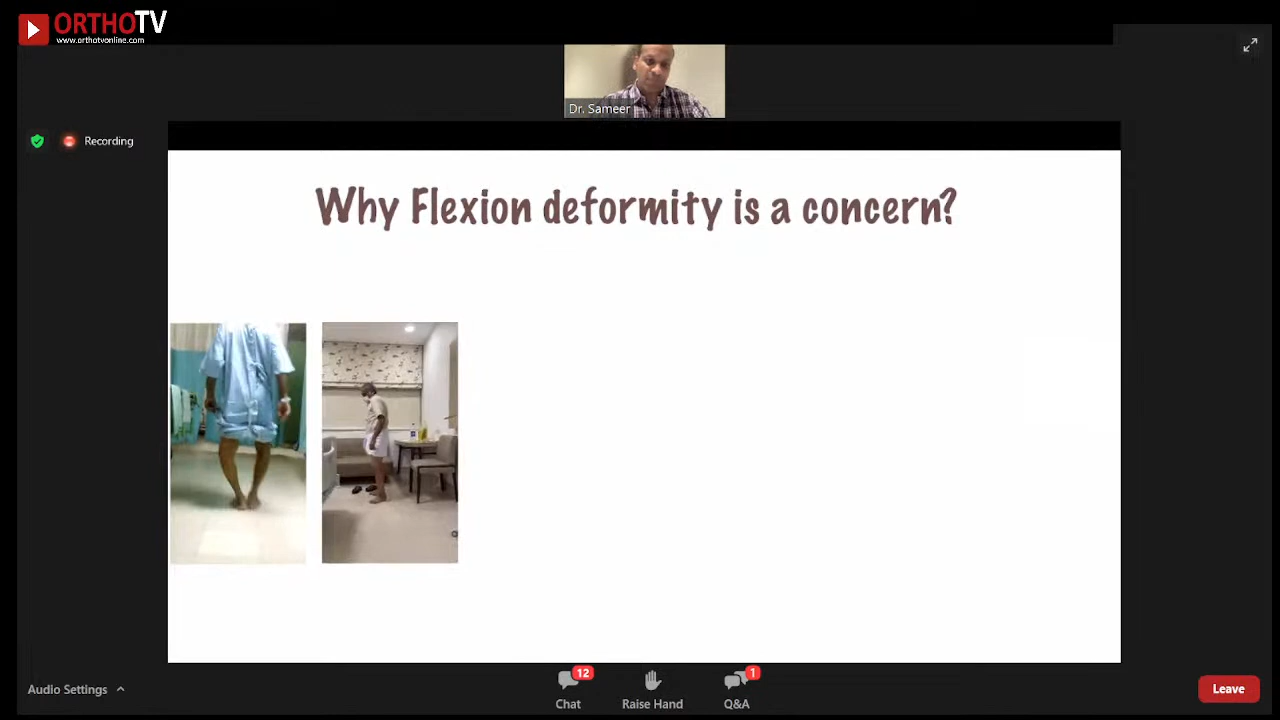 ORTHOTV
www.orthotvonline.com
Dr. Sameer
Recording
Why Flexion deformity is a concern?
12
1
Audio Settings
Chat
Raise Hand
Q&A
Leave